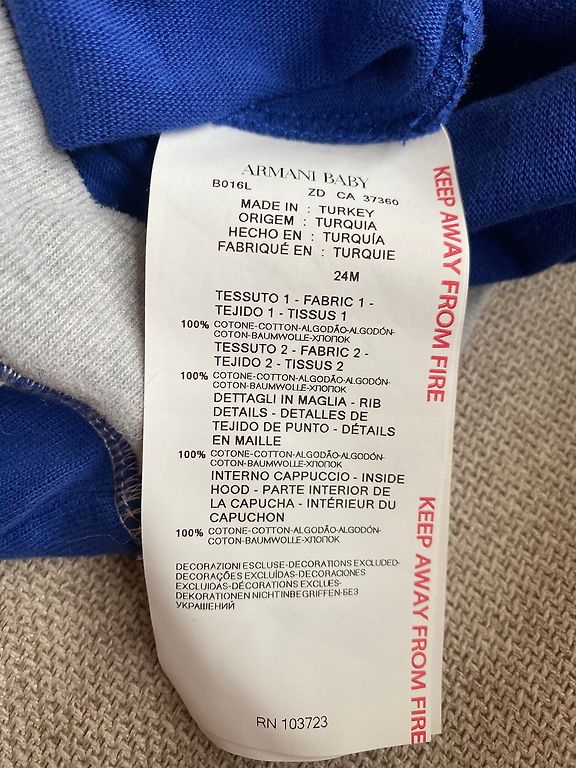 ARMANI BABY
B016L ZD CA 37360
MADE IN : TURKEY
ORIGEM : TURQUIA
HECHO EN : TURQUÍA
FABRIQUÉ EN : TURQUIE
24M
TESSUTO 1 - FABRIC 1 -
TEJIDO 1 - TISSUS 1
100% COTONE-COTTON-ALGODÃO-ALGODÓN-
COTON-BAUMWOLLE-ХЛОПОК
TESSUTO 2 - FABRIC 2 -
TEJIDO 2 - TISSUS 2
100% COTONE-COTTON-ALGODÃO-ALGODÓN-
COTON-BAUMWOLLE-ХЛОПОК
DETTAGLI IN MAGLIA - RIB
DETAILS - DETALLES DE
TEJIDO DE PUNTO - DÉTAILS
EN MAILLE
100% COTONE-COTTON-ALGODÃO-ALGODÓN-
COTON-BAUMWOLLE-ХЛОПОК
INTERNO CAPPUCCIO - INSIDE
HOOD - PARTE INTERIOR DE
LA CAPUCHA - INTÉRIEUR DU
CAPUCHON
100% COTONE-COTTON-ALGODÃO-ALGODÓN-
COTON-BAUMWOLLE-ХЛОПОК
DECORAZIONI ESCLUSE-DECORATIONS EXCLUDED-
DECORAÇÕES EXCLUÍDAS-DECORACIONES
EXCLUIDAS-DÉCORATIONS EXCLUES-
DEKORATIONEN NICHT INBEGRIFFEN-БЕЗ
УКРАШЕНИЙ
RN 103723
KEEP AWAY FROM FIRE
KEEP AWAY FROM FIRE